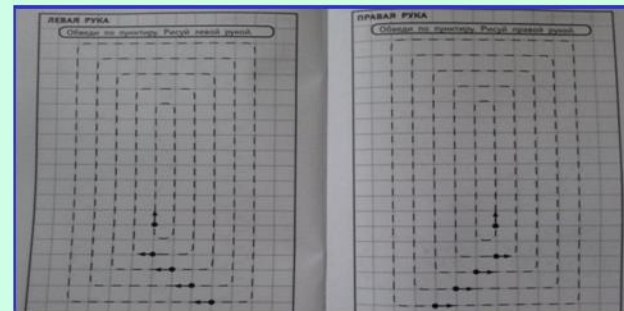 ЛЕВАЯ РУКА
Обведи по пунктиру. Рисуй левой рукой.
ПРАВАЯ РУКА
Обведи по пунктиру. Рисуй правой рукой.